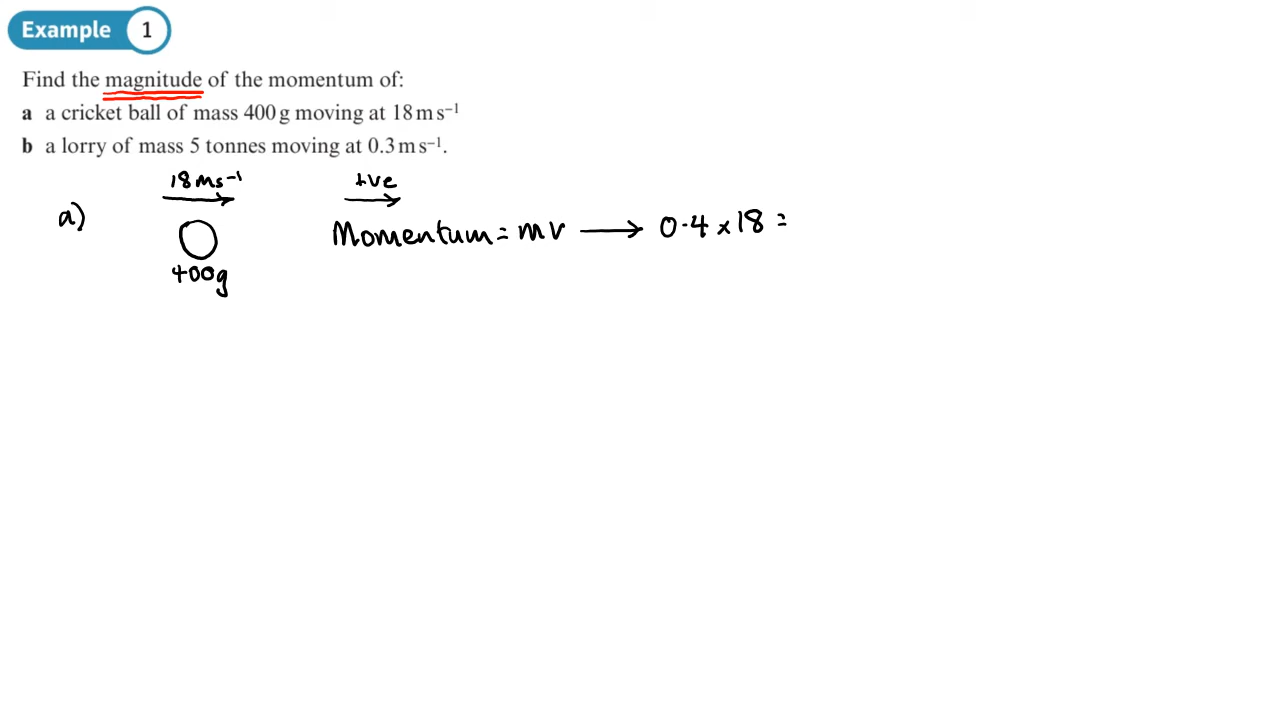 Example 1
Find the magnitude of the momentum of:
a a cricket ball of mass 400 g moving at 18 m s⁻¹
b a lorry of mass 5 tonnes moving at 0.3 m s⁻¹.
18ms⁻¹ +ve
a) Momentum = mv ⟶ 0.4 × 18 =
400g